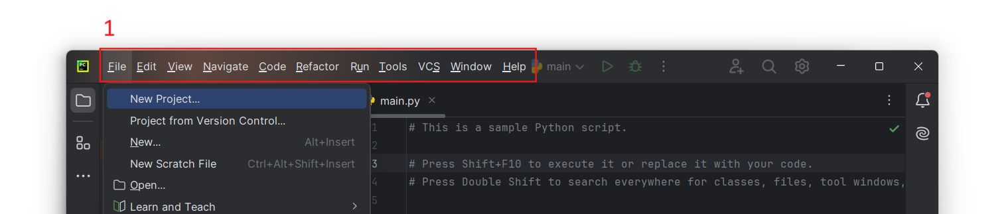 1
PC
File Edit View Navigate Code Refactor Run Tools VCS Window Help main
New Project...
main.py
Project from Version Control...
1 # This is a sample Python script.
New... Alt+Insert
2
New Scratch File Ctrl+Alt+Shift+Insert
3 # Press Shift+F10 to execute it or replace it with your code.
4 # Press Double Shift to search everywhere for classes, files, tool windows,
Open...
5
Learn and Teach